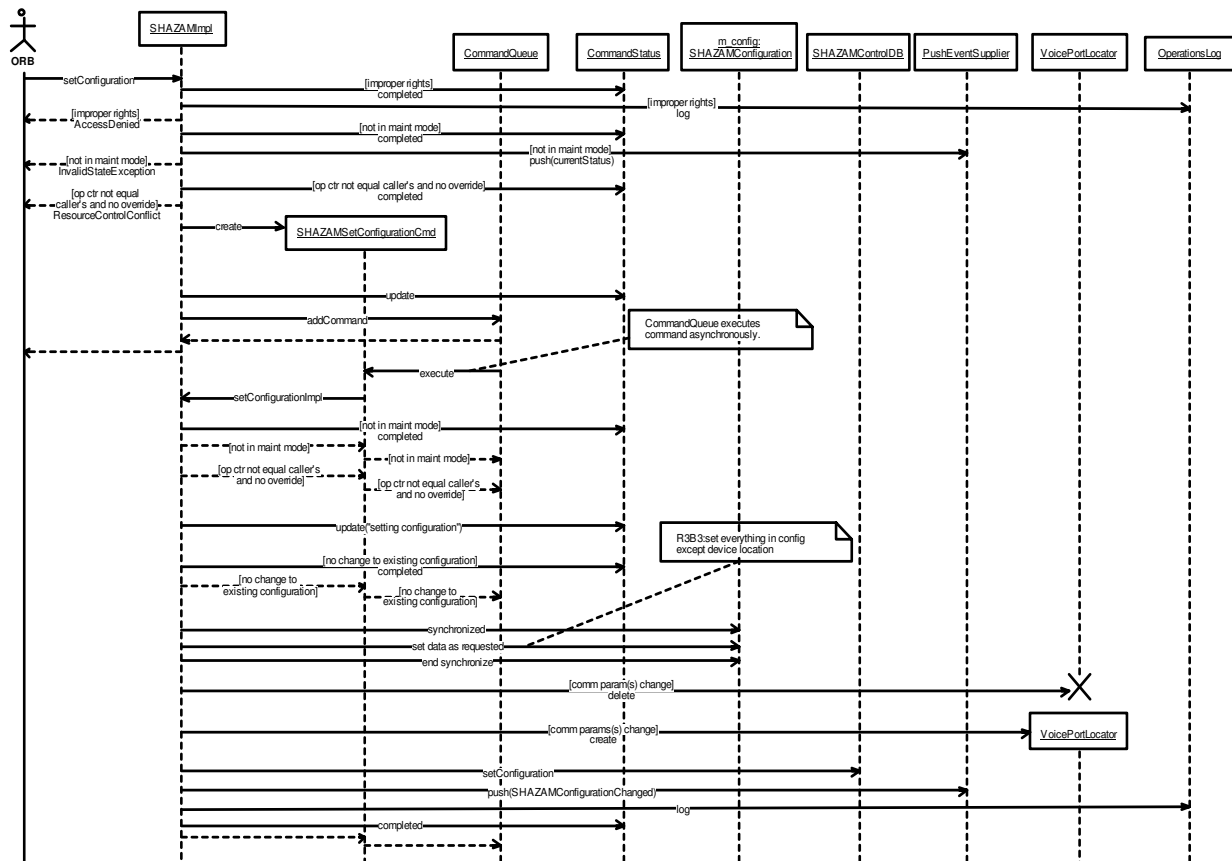 SHAZAMImpl
ORB
CommandQueue
CommandStatus
m_config:
SHAZAMConfiguration
SHAZAMControlDB
PushEventSupplier
VoicePortLocator
OperationsLog
setConfiguration
[improper rights]
completed
[improper rights]
log
[improper rights]
AccessDenied
[not in maint mode]
completed
[not in maint mode]
push(currentStatus)
[not in maint mode]
InvalidStateException
[op ctr not equal caller's and no override]
completed
[op ctr not equal
caller's and no override]
ResourceControlConflict
create
SHAZAMSetConfigurationCmd
update
addCommand
CommandQueue executes
command asynchronously.
execute
setConfigurationImpl
[not in maint mode]
completed
[not in maint mode]
[not in maint mode]
[op ctr not equal caller's
and no override]
[op ctr not equal caller's
and no override]
update("setting configuration")
R3B3:set everything in config
except device location
[no change to existing configuration]
completed
[no change to
existing configuration]
[no change to
existing configuration]
synchronized
set data as requested
end synchronize
[comm param(s) change]
delete
[comm params(s) change]
create
VoicePortLocator
setConfiguration
push(SHAZAMConfigurationChanged)
log
completed